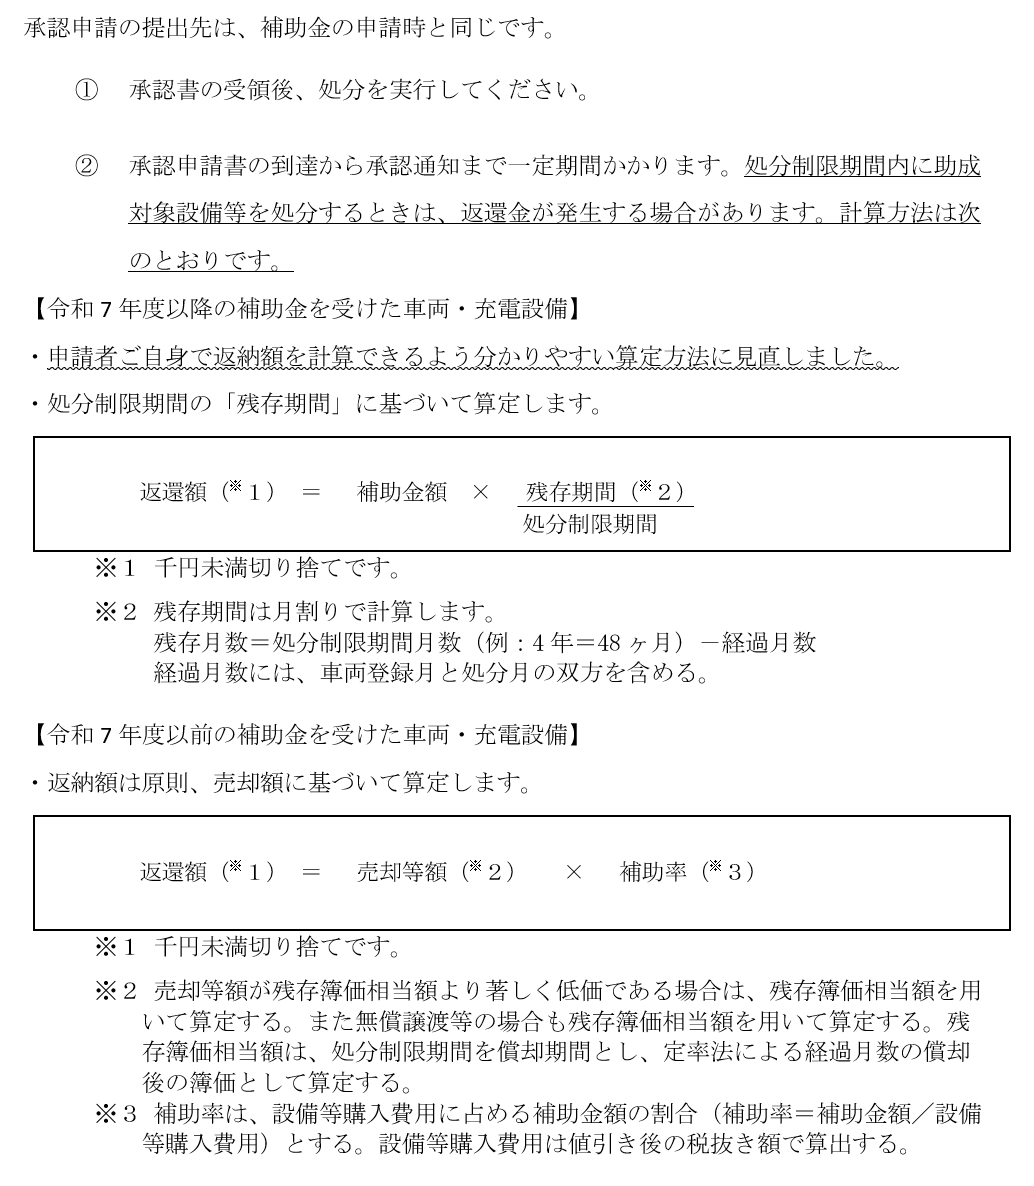 承認申請の提出先は、補助金の申請時と同じです。
① 承認書の受領後、処分を実行してください。
② 承認申請書の到達から承認通知まで一定期間かかります。処分制限期間内に助成
対象設備等を処分するときは、返還金が発生する場合があります。計算方法は次
のとおりです。
【令和 7 年度以降の補助金を受けた車両・充電設備】
・申請者ご自身で返納額を計算できるよう分かりやすい算定方法に見直しました。
・処分制限期間の「残存期間」に基づいて算定します。
返還額（※１） ＝ 補助金額 × 残存期間（※２）
処分制限期間
※１ 千円未満切り捨てです。
※２ 残存期間は月割りで計算します。
残存月数＝処分制限期間月数（例：4 年＝48 ヶ月）－経過月数
経過月数には、車両登録月と処分月の双方を含める。
【令和 7 年度以前の補助金を受けた車両・充電設備】
・返納額は原則、売却額に基づいて算定します。
返還額（※１） ＝ 売却等額（※２） × 補助率（※３）
※１ 千円未満切り捨てです。
※２ 売却等額が残存簿価相当額より著しく低価である場合は、残存簿価相当額を用
いて算定する。また無償譲渡等の場合も残存簿価相当額を用いて算定する。残
存簿価相当額は、処分制限期間を償却期間とし、定率法による経過月数の償却
後の簿価として算定する。
※３ 補助率は、設備等購入費用に占める補助金額の割合（補助率＝補助金額／設備
等購入費用）とする。設備等購入費用は値引き後の税抜き額で算出する。